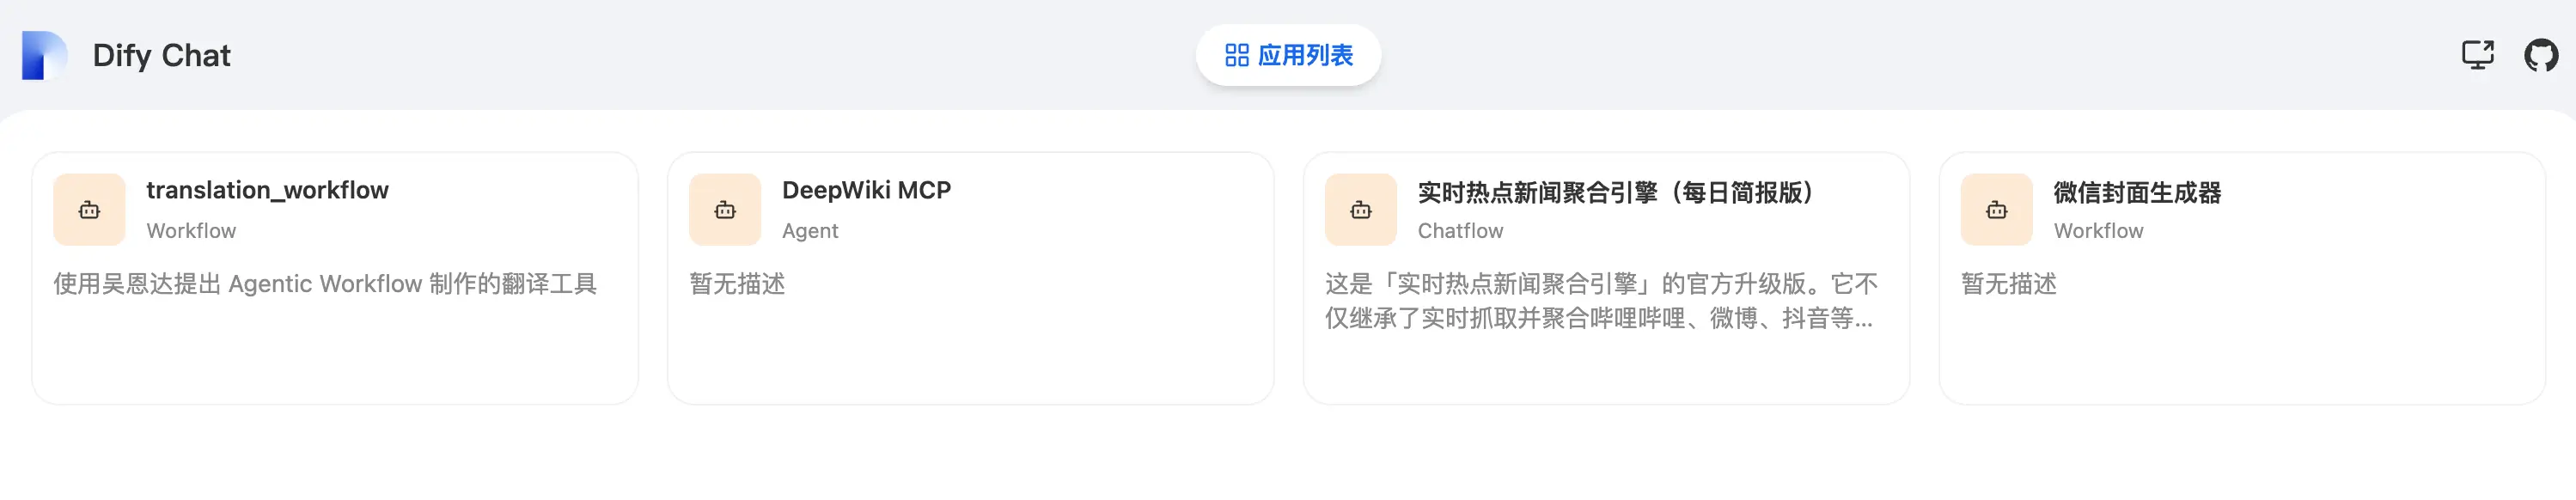 Dify Chat
应用列表
translation_workflow
Workflow
使用吴恩达提出 Agentic Workflow 制作的翻译工具
DeepWiki MCP
Agent
暂无描述
实时热点新闻聚合引擎（每日简报版）
Chatflow
这是「实时热点新闻聚合引擎」的官方升级版。它不
仅继承了实时抓取并聚合哔哩哔哩、微博、抖音等...
微信封面生成器
Workflow
暂无描述